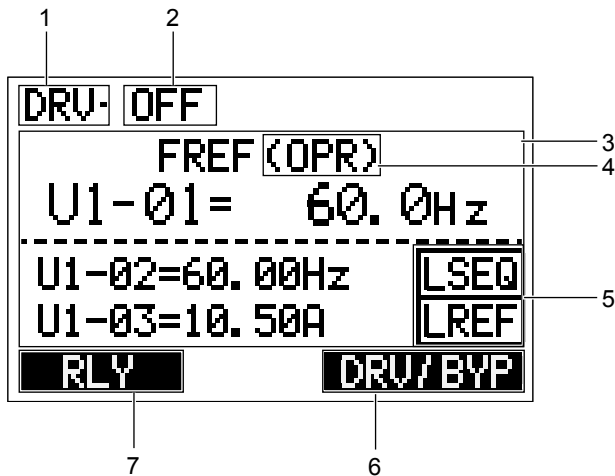 1 2
DRV· OFF
3
FREF (OPR)
4
U1-01= 60.0Hz
U1-02=60.00Hz LSEQ
5
U1-03=10.50A LREF
RLY DRV/BYP
7 6